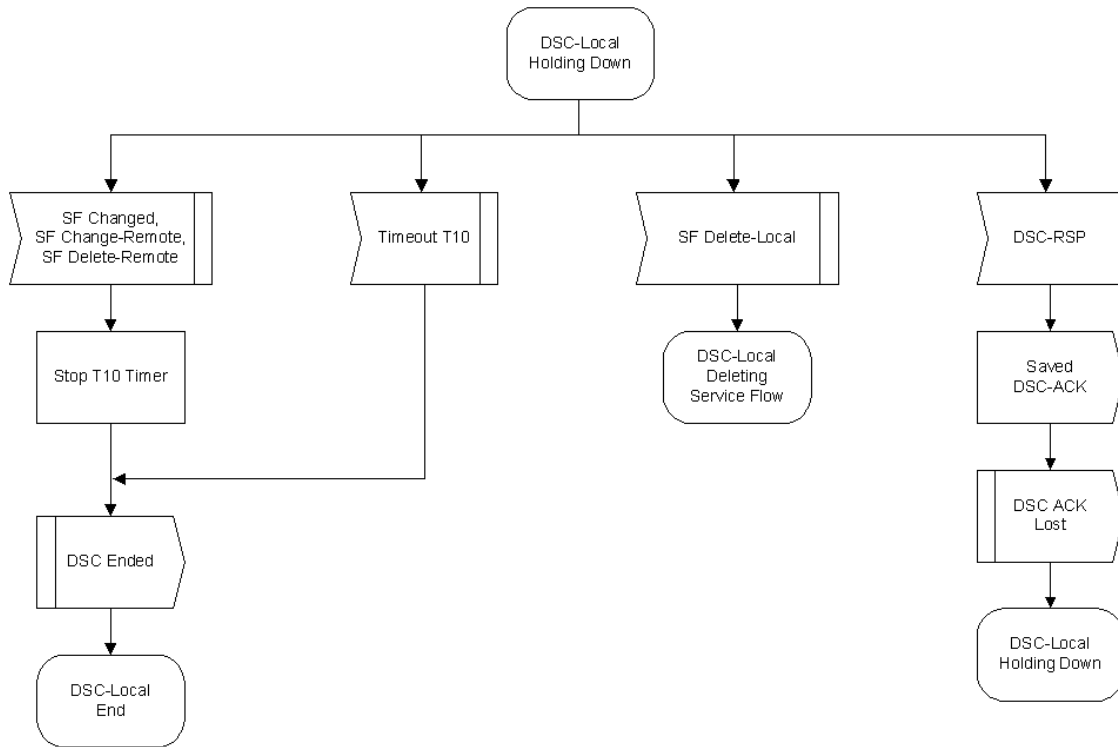 DSC-Local
Holding Down
SF Changed,
SF Change-Remote,
SF Delete-Remote
Timeout T10
SF Delete-Local
DSC-RSP
Stop T10 Timer
DSC-Local
Deleting
Service Flow
Saved
DSC-ACK
DSC Ended
DSC ACK
Lost
DSC-Local
End
DSC-Local
Holding Down